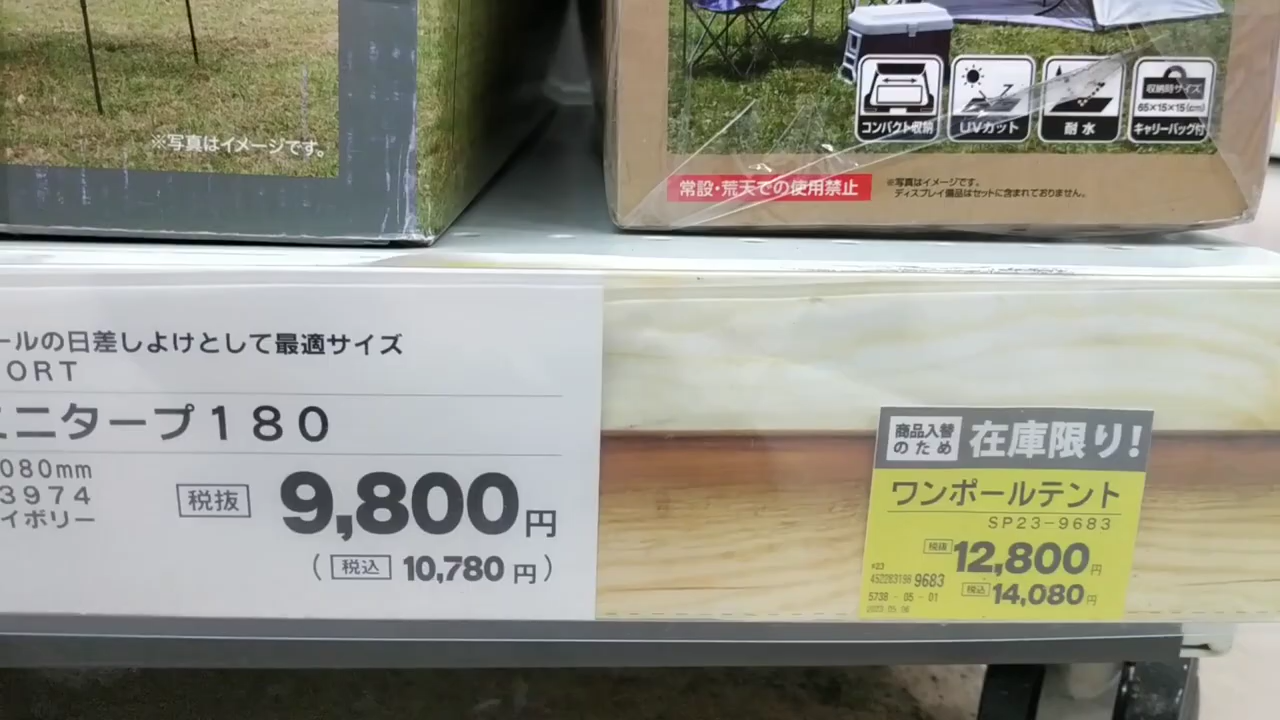 ※写真はイメージです。
コンパクト収納
UVカット
耐水
収納時サイズ
65×15×15(cm)
キャリーバッグ付
常設・荒天での使用禁止
※写真はイメージです。
ディスプレイ備品はセットに含まれておりません。
ールの日差しよけとして最適サイズ
ORT
ニタープ180
080mm
3974
イボリー
税抜 9,800円
(税込 10,780円)
商品入替のため 在庫限り!
ワンポールテント
SP23-9683
税抜 12,800円
税込 14,080円
9683
5738-05-01